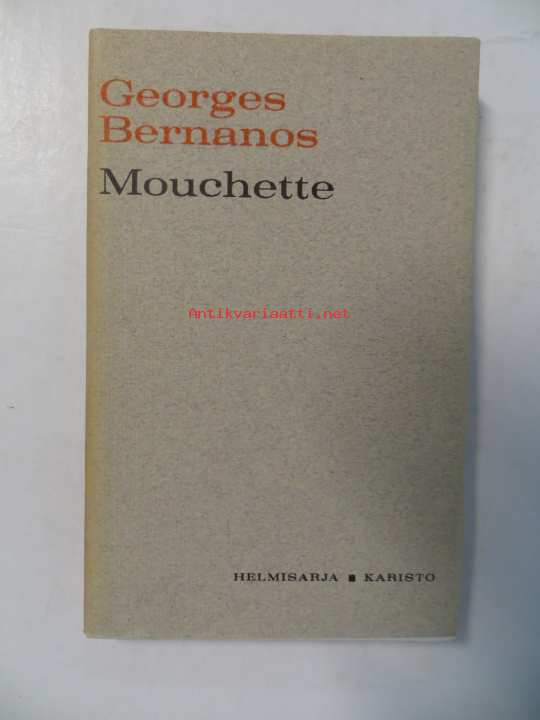 Georges
Bernanos
Mouchette
Antikvariaatti.net
HELMISARJA ■ KARISTO